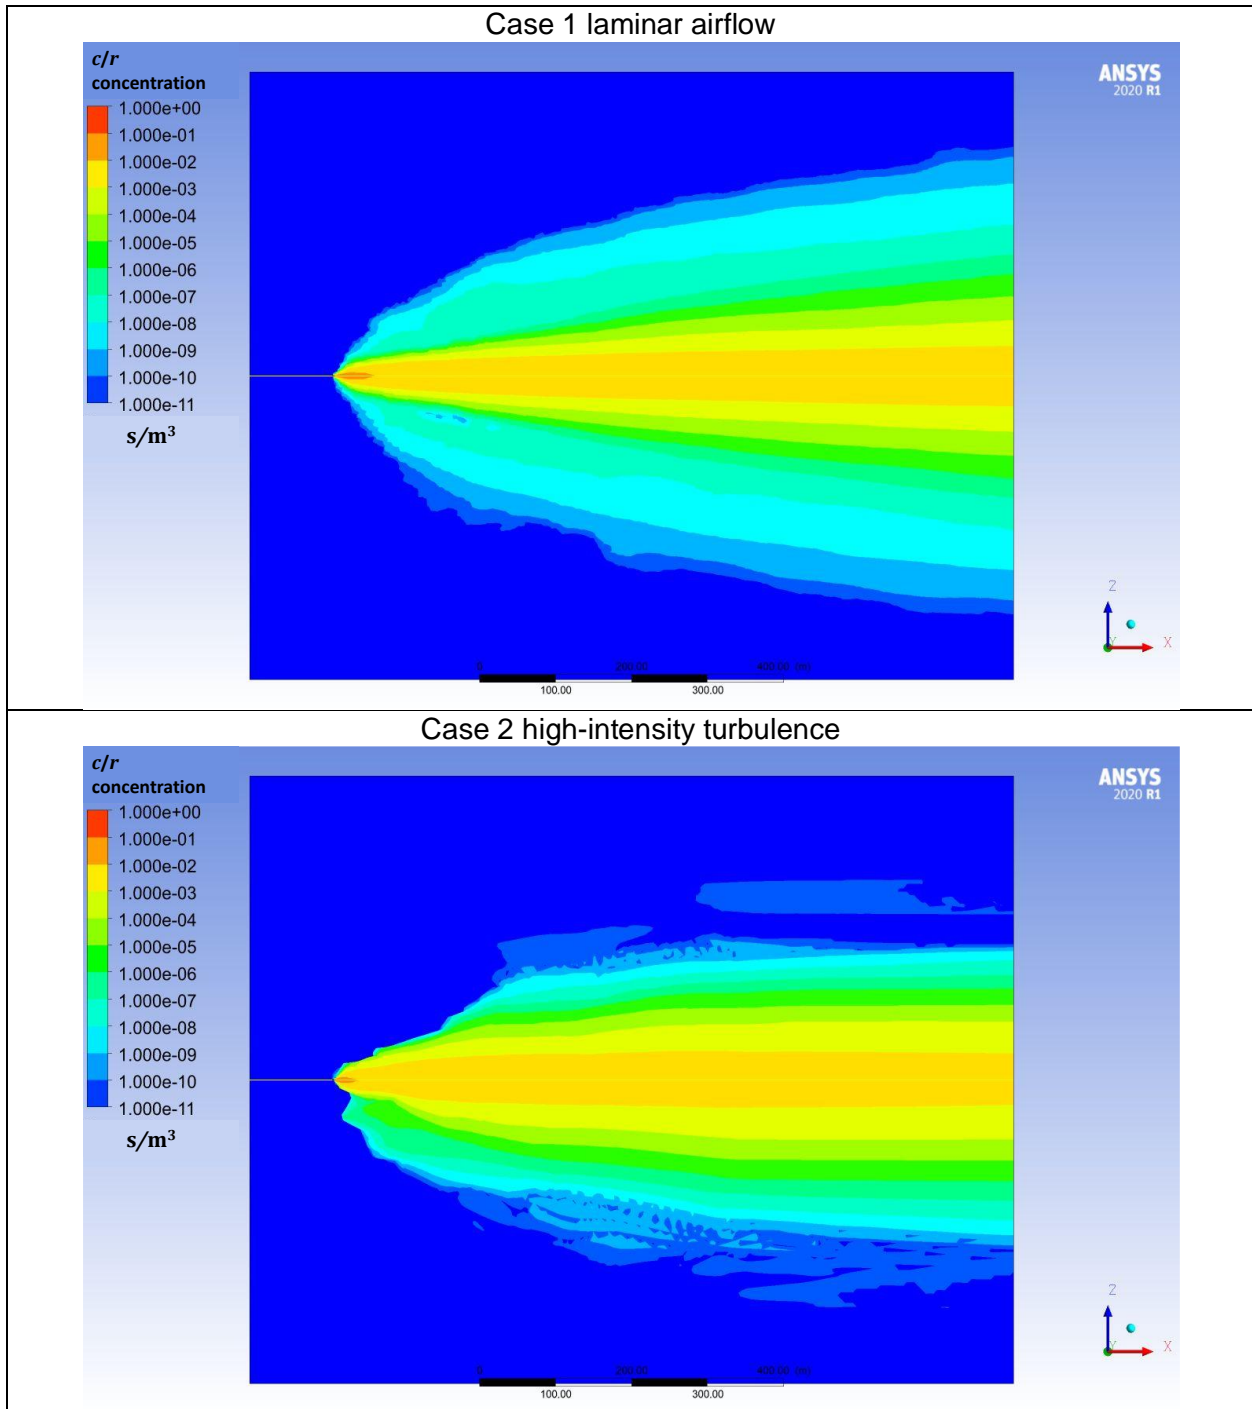 Case 1 laminar airflow
c/r
concentration
1.000e+00
1.000e-01
1.000e-02
1.000e-03
1.000e-04
1.000e-05
1.000e-06
1.000e-07
1.000e-08
1.000e-09
1.000e-10
1.000e-11
s/m³
ANSYS
2020 R1
Z
Y
X
0 200.00 400.00 (m)
100.00 300.00
Case 2 high-intensity turbulence
c/r
concentration
1.000e+00
1.000e-01
1.000e-02
1.000e-03
1.000e-04
1.000e-05
1.000e-06
1.000e-07
1.000e-08
1.000e-09
1.000e-10
1.000e-11
s/m³
ANSYS
2020 R1
Z
Y
X
0 200.00 400.00 (m)
100.00 300.00